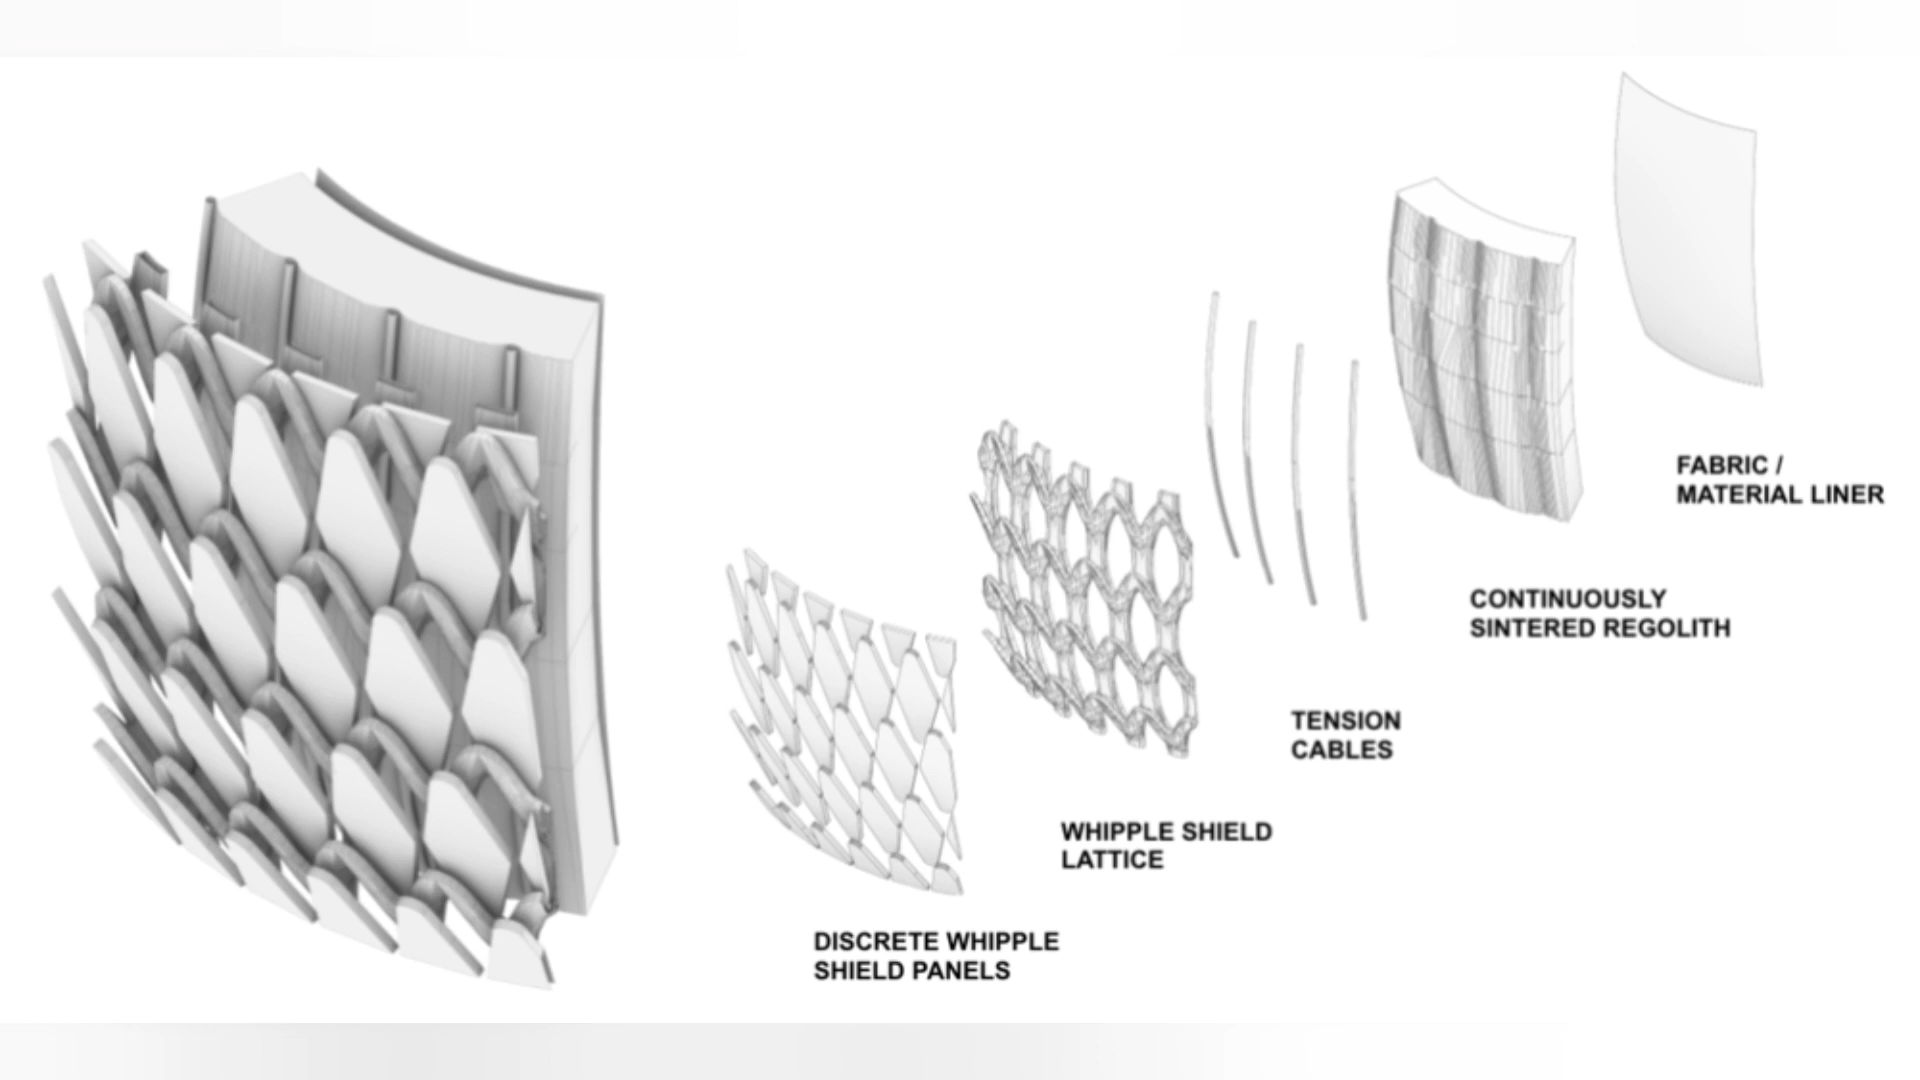 FABRIC /
MATERIAL LINER
CONTINUOUSLY
SINTERED REGOLITH
TENSION
CABLES
WHIPPLE SHIELD
LATTICE
DISCRETE WHIPPLE
SHIELD PANELS